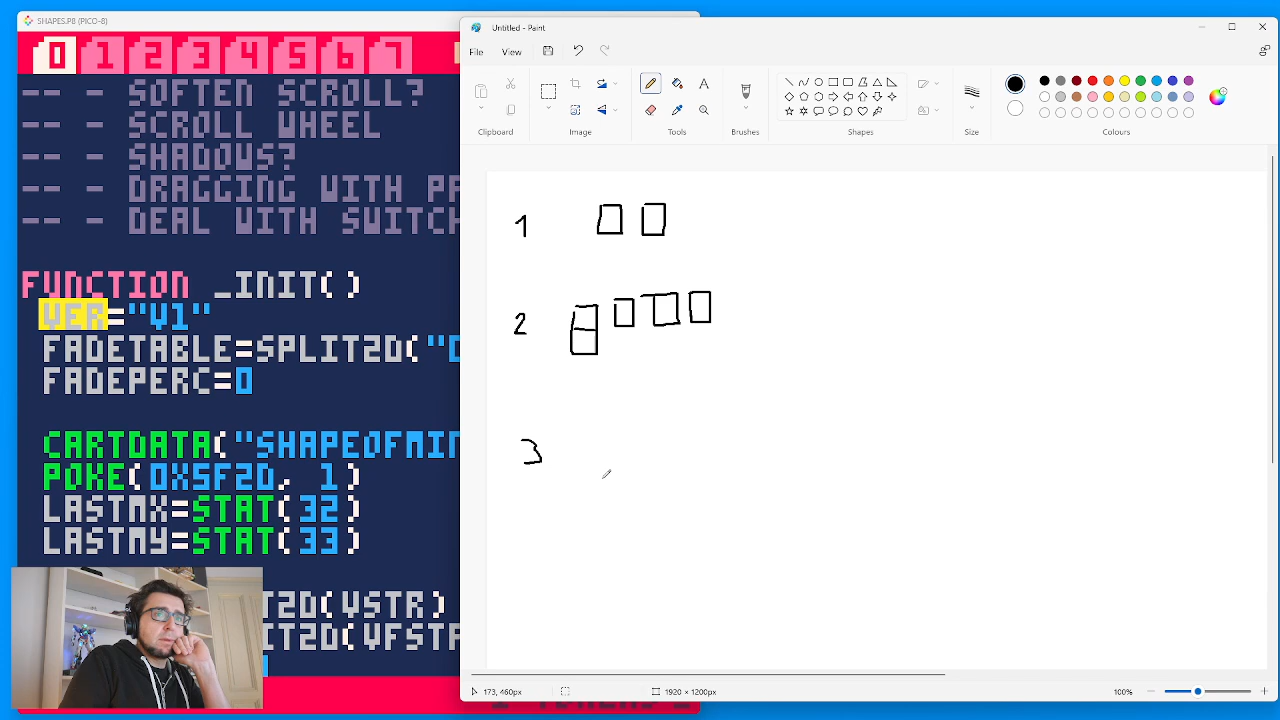 SHAPES.P8 (PICO-8)
0 1 2 3 4 5 6 7
-- - SOFTEN SCROLL?
-- - SCROLL WHEEL
-- - SHADOWS?
-- - DRAGGING WITH PA
-- - DEAL WITH SWITCH
FUNCTION _INIT()
VER="V1"
FADETABLE=SPLIT2D("0
FADEPERC=0
CARTDATA("SHAPEOFMIN
POKE(0X5F2D, 1)
LASTMX=STAT(32)
LASTMY=STAT(33)
IT2D(VSTR)
IT2D(VFSTR
Untitled - Paint
File View
Clipboard Image Tools Brushes Shapes Size Colours
1
2
3
173, 460px 1920 × 1200px 100%